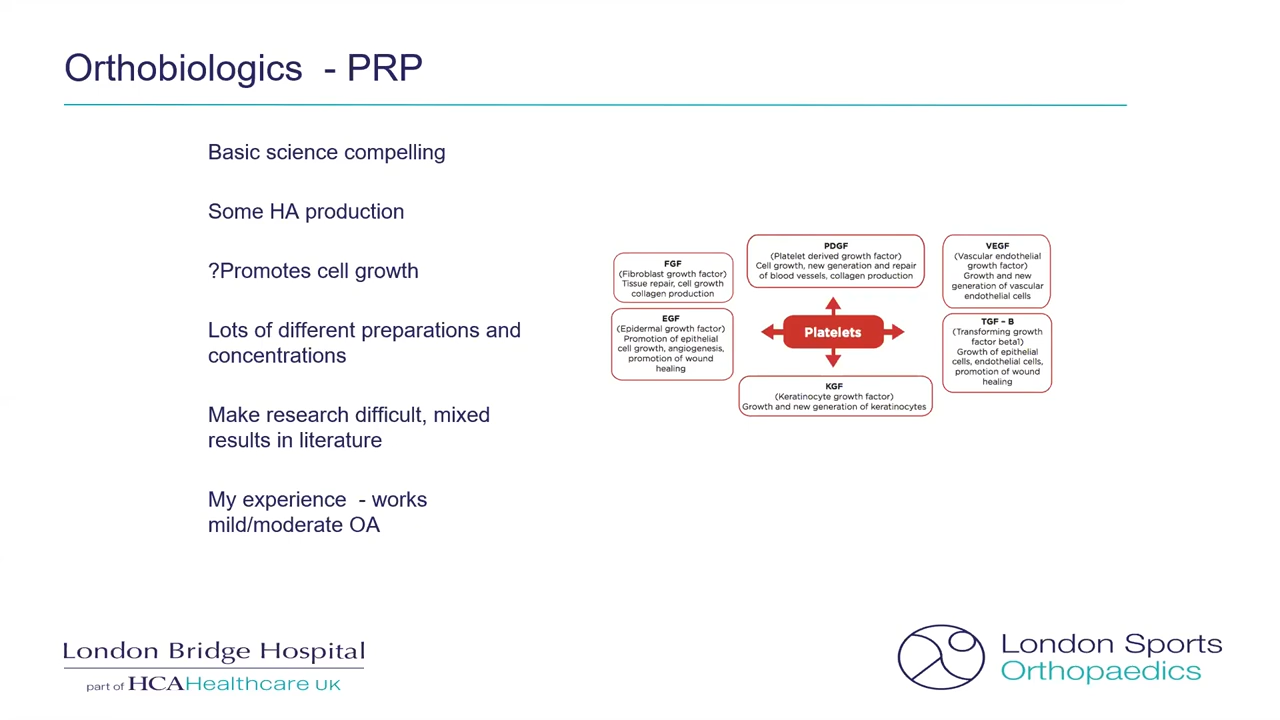 Orthobiologics - PRP
Basic science compelling
Some HA production
?Promotes cell growth
Lots of different preparations and
concentrations
Make research difficult, mixed
results in literature
My experience - works
mild/moderate OA
FGF
(Fibroblast growth factor)
Tissue repair, cell growth
collagen production
PDGF
(Platelet derived growth factor)
Cell growth, new generation and repair
of blood vessels, collagen production
VEGF
(Vascular endothelial
growth factor)
Growth and new
generation of vascular
endothelial cells
EGF
(Epidermal growth factor)
Promotion of epithelial
cell growth, angiogenesis,
promotion of wound
healing
Platelets
TGF – B
(Transforming growth
factor beta1)
Growth of epithelial
cells, endothelial cells,
promotion of wound
healing
KGF
(Keratinocyte growth factor)
Growth and new generation of keratinocytes
London Bridge Hospital
part of HCAHealthcare UK
London Sports
Orthopaedics